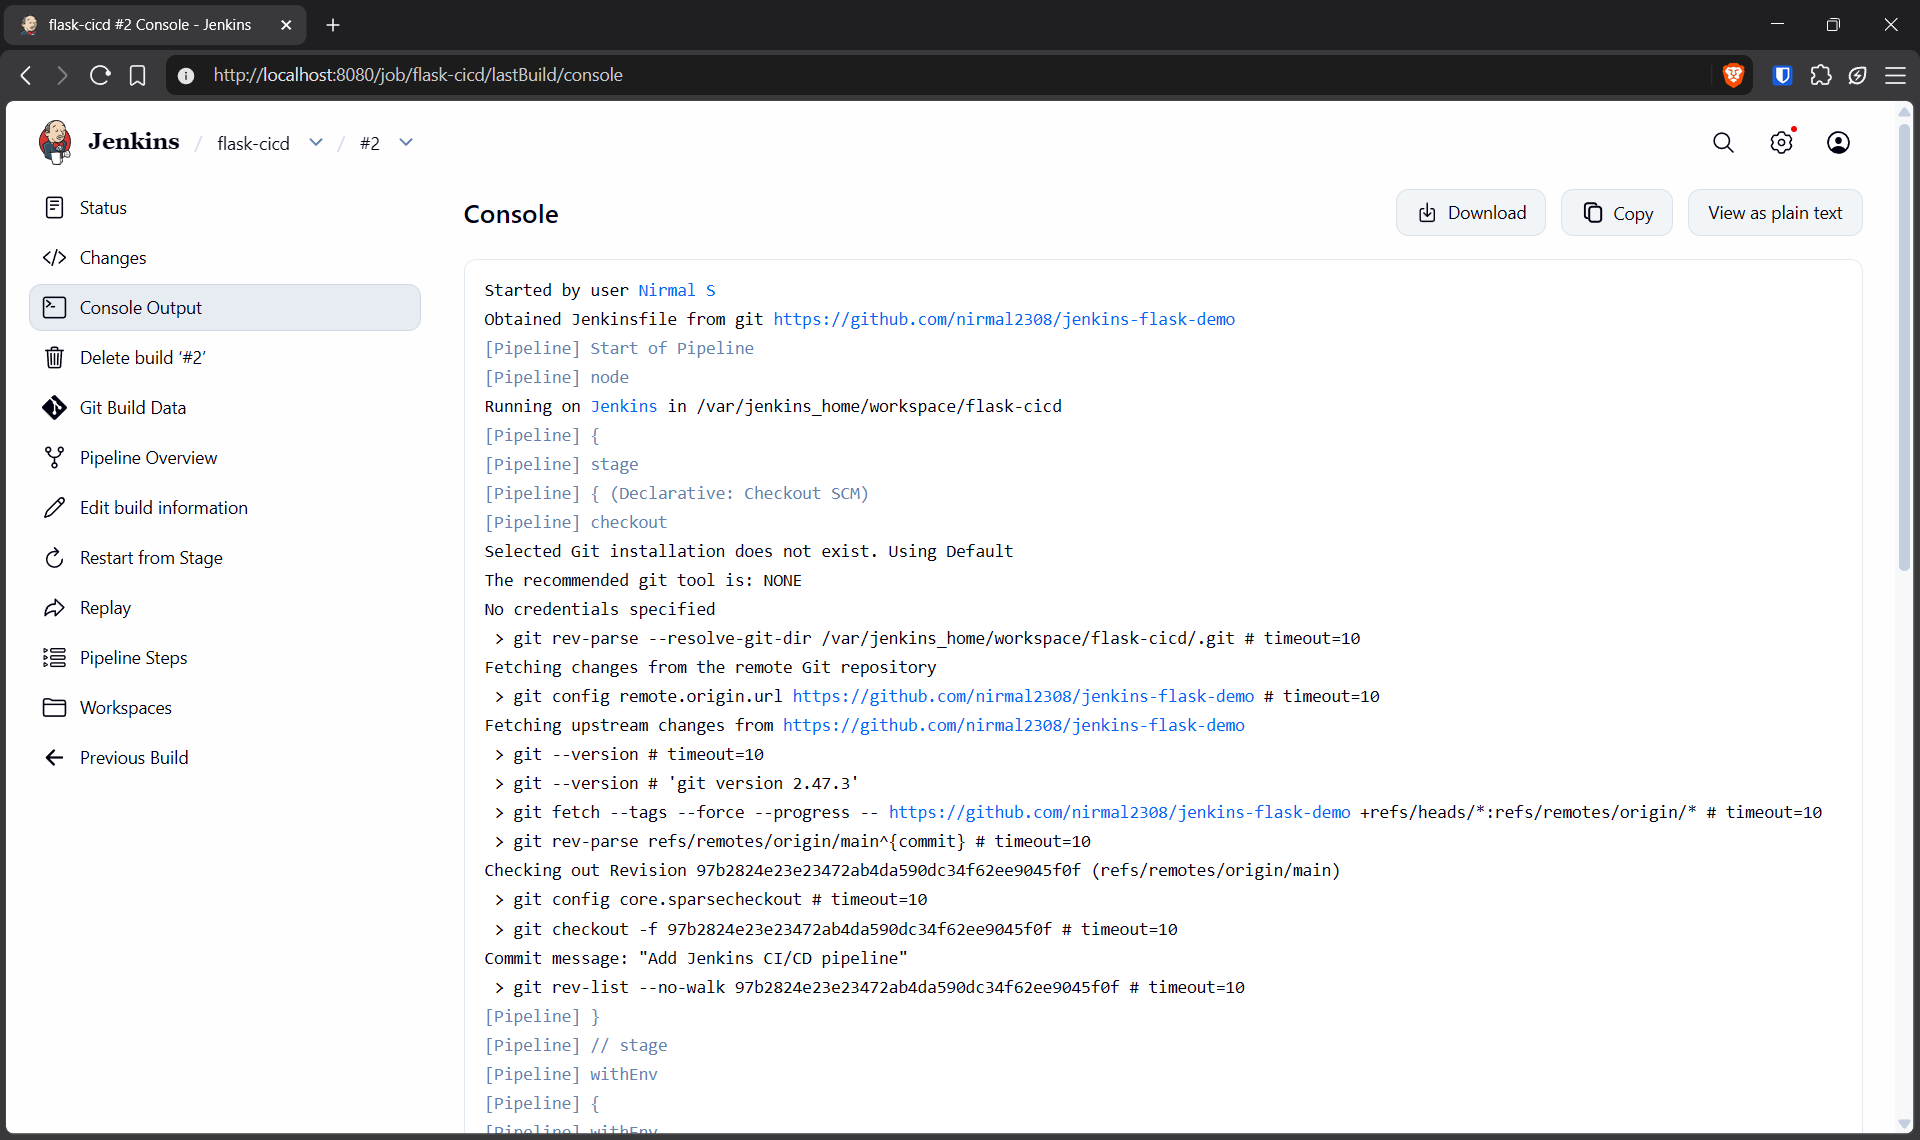 flask-cicd #2 Console - Jenkins
http://localhost:8080/job/flask-cicd/lastBuild/console
Jenkins / flask-cicd / #2
Status
Changes
Console Output
Delete build ‘#2’
Git Build Data
Pipeline Overview
Edit build information
Restart from Stage
Replay
Pipeline Steps
Workspaces
Previous Build
Console
Download
Copy
View as plain text
Started by user Nirmal S
Obtained Jenkinsfile from git https://github.com/nirmal2308/jenkins-flask-demo
[Pipeline] Start of Pipeline
[Pipeline] node
Running on Jenkins in /var/jenkins_home/workspace/flask-cicd
[Pipeline] {
[Pipeline] stage
[Pipeline] { (Declarative: Checkout SCM)
[Pipeline] checkout
Selected Git installation does not exist. Using Default
The recommended git tool is: NONE
No credentials specified
 > git rev-parse --resolve-git-dir /var/jenkins_home/workspace/flask-cicd/.git # timeout=10
Fetching changes from the remote Git repository
 > git config remote.origin.url https://github.com/nirmal2308/jenkins-flask-demo # timeout=10
Fetching upstream changes from https://github.com/nirmal2308/jenkins-flask-demo
 > git --version # timeout=10
 > git --version # 'git version 2.47.3'
 > git fetch --tags --force --progress -- https://github.com/nirmal2308/jenkins-flask-demo +refs/heads/*:refs/remotes/origin/* # timeout=10
 > git rev-parse refs/remotes/origin/main^{commit} # timeout=10
Checking out Revision 97b2824e23e23472ab4da590dc34f62ee9045f0f (refs/remotes/origin/main)
 > git config core.sparsecheckout # timeout=10
 > git checkout -f 97b2824e23e23472ab4da590dc34f62ee9045f0f # timeout=10
Commit message: "Add Jenkins CI/CD pipeline"
 > git rev-list --no-walk 97b2824e23e23472ab4da590dc34f62ee9045f0f # timeout=10
[Pipeline] }
[Pipeline] // stage
[Pipeline] withEnv
[Pipeline] {
[Pipeline] withEnv